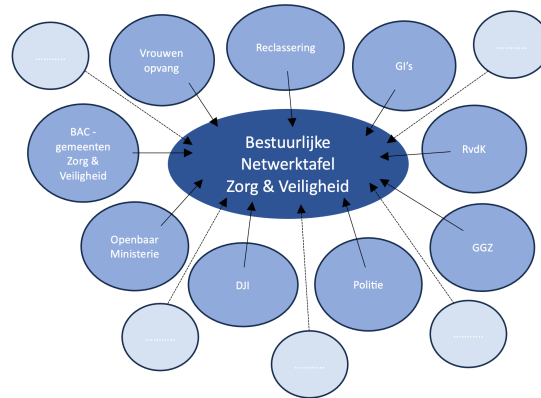 ...........
Vrouwen
opvang
Reclassering
GI's
...........
BAC -
gemeenten
Zorg &
Veiligheid
Bestuurlijke
Netwerktafel
Zorg & Veiligheid
RvdK
Openbaar
Ministerie
DJI
Politie
GGZ
...........
...........
...........